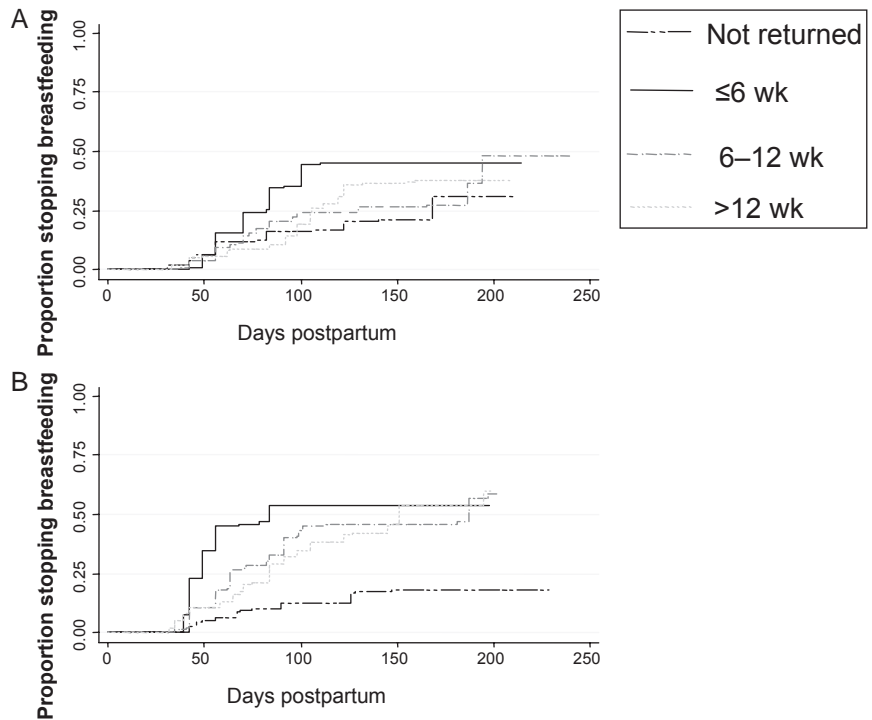 A
Proportion stopping breastfeeding
1.00
0.75
0.50
0.25
0.00
0 50 100 150 200 250
Days postpartum
Not returned
≤6 wk
6–12 wk
>12 wk
B
Proportion stopping breastfeeding
1.00
0.75
0.50
0.25
0.00
0 50 100 150 200 250
Days postpartum